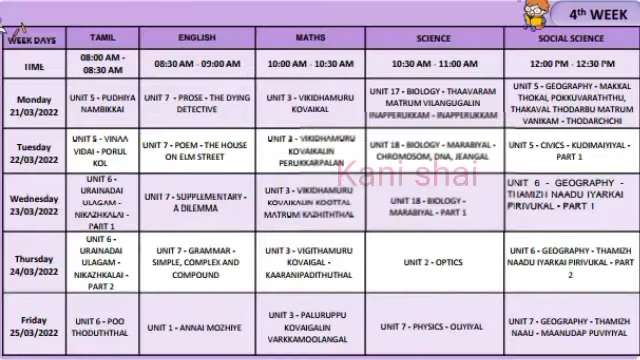 4th WEEK
WEEK DAYS TAMIL ENGLISH MATHS SCIENCE SOCIAL SCIENCE
TIME
08:00 AM -
08:30 AM
08:30 AM - 09:00 AM
10:00 AM - 10:30 AM
10:30 AM - 11:00 AM
12:00 PM - 12:30 PM
Monday
21/03/2022
UNIT 5 - PUDHIYA
NAMBIKKAI
UNIT 7 - PROSE - THE DYING
DETECTIVE
UNIT 3 - VIKIDHAMURU
KOVAIKAL
UNIT 17 - BIOLOGY - THAAVARAM
MATRUM VILANGUGALIN
INAPPERUKKAM - INAPPERUKKAM
UNIT 5 - GEOGRAPHY - MAKKAL
THOKAI, POKKUVARATHTHU,
THAKAVAL THODARBU MATRUM
VANIKAM - THODARCHCHI
Tuesday
22/03/2022
UNIT 5 - VINAA
VIDAI - PORUL
KOL
UNIT 7 - POEM - THE HOUSE
ON ELM STREET
UNIT 3 - VIKIDHAMURU
KOVAIKALIN
PERUKKARPALAN
UNIT 18 - BIOLOGY - MARABIYAL -
CHROMOSOM, DNA, JEANGAL
UNIT 5 - CIVICS - KUDIMAIYIYAL -
PART 1
Kani shai
Wednesday
23/03/2022
UNIT 6 -
URAINADAI
ULAGAM -
NIKAZHKALAI -
PART 1
UNIT 7 - SUPPLEMENTARY -
A DILEMMA
UNIT 3 - VIKIDHAMURU
KOVAIKALIN KOOTTAL
MATRUM KAZHITHTHAL
UNIT 18 - BIOLOGY -
MARABIYAL - PART 1
UNIT 6 - GEOGRAPHY -
THAMIZH NAADU IYARKAI
PIRIVUKAL - PART 1
Thursday
24/03/2022
UNIT 6 -
URAINADAI
ULAGAM -
NIKAZHKALAI -
PART 2
UNIT 7 - GRAMMAR -
SIMPLE, COMPLEX AND
COMPOUND
UNIT 3 - VIGITHAMURU
KOVAIGAL -
KAARANIPADITHUTHAL
UNIT 2 - OPTICS
UNIT 6 - GEOGRAPHY - THAMIZH
NAADU IYARKAI PIRIVUKAL - PART
2
Friday
25/03/2022
UNIT 6 - POO
THODUTHTHAL
UNIT 1 - ANNAI MOZHIYE
UNIT 3 - PALURUPPU
KOVAIGALIN
VARKKAMOOLANGAL
UNIT 7 - PHYSICS - OLIYIYAL
UNIT 7 - GEOGRAPHY - THAMIZH
NAAU - MAANUDAP PUVIYIYAL